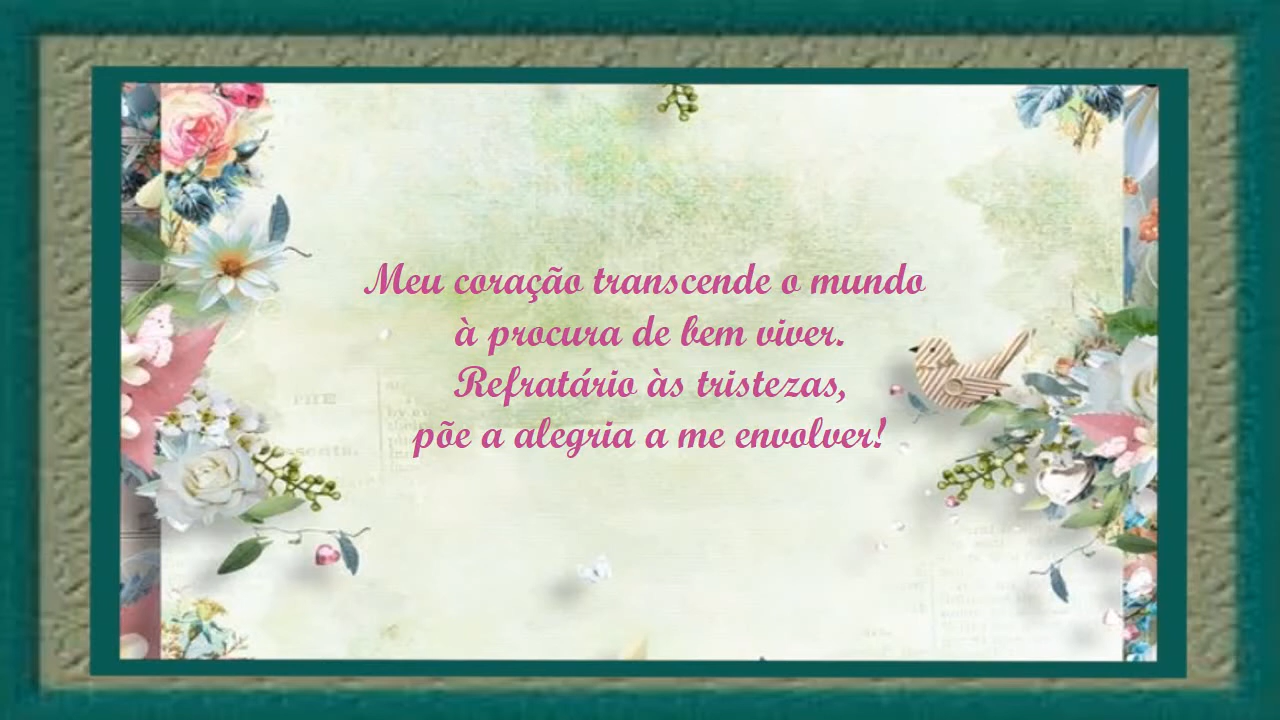 Meu coração transcende o mundo
à procura de bem viver.
Refratário às tristezas,
põe a alegria a me envolver!